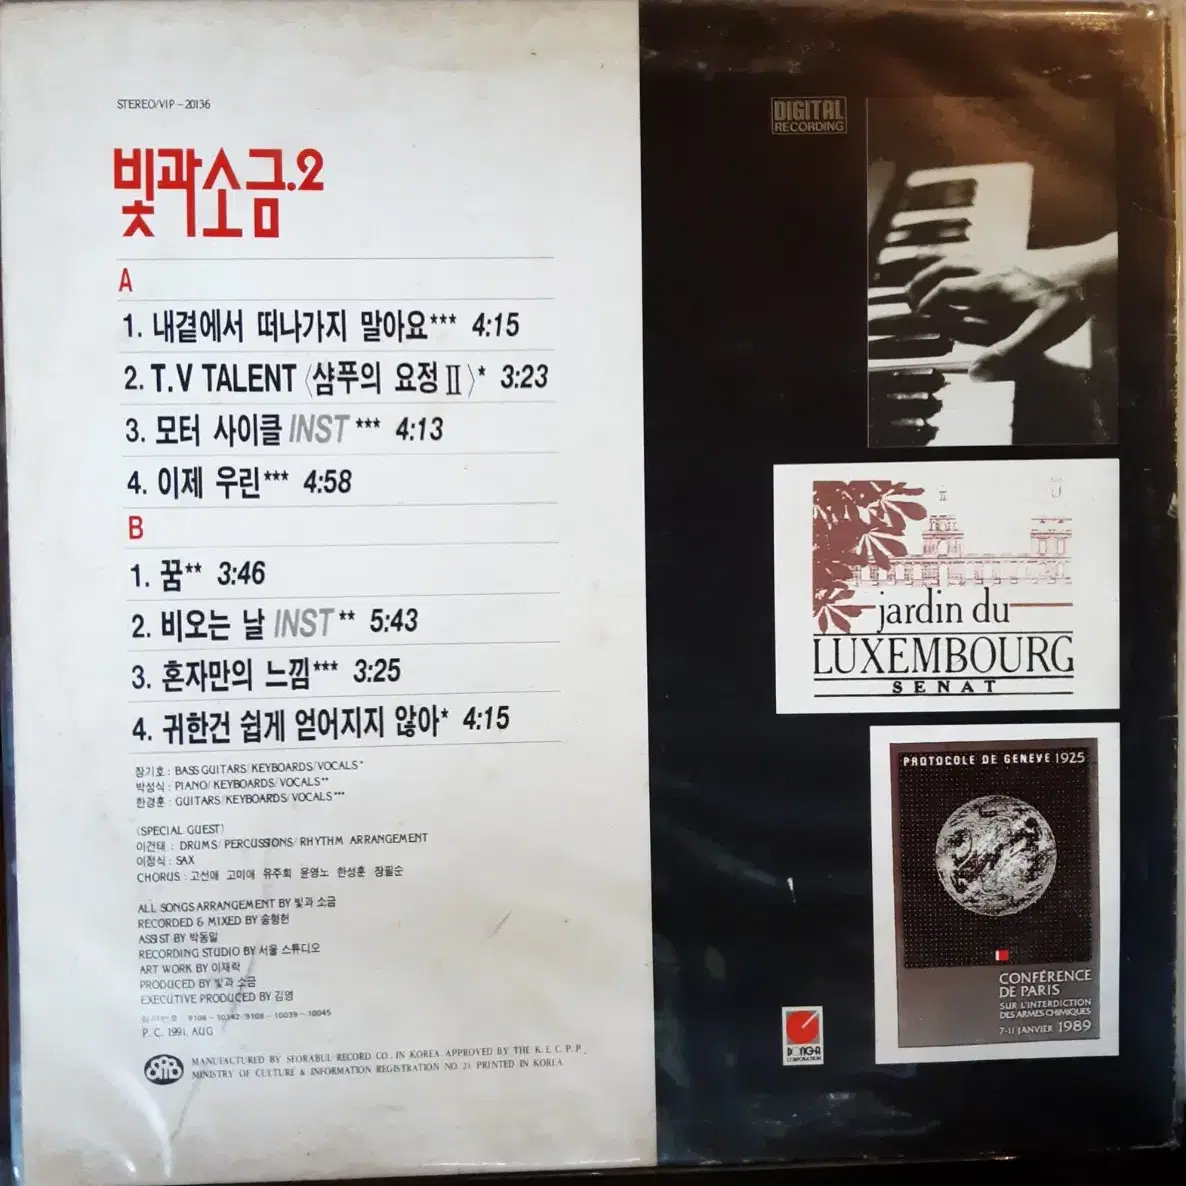 STEREO/VIP-20136
빛과소금.2
A
1. 내곁에서 떠나가지 말아요*** 4:15
2. T.V TALENT 〈샴푸의 요정Ⅱ〉* 3:23
3. 모터 사이클 INST *** 4:13
4. 이제 우린*** 4:58
B
1. 꿈** 3:46
2. 비오는 날 INST ** 5:43
3. 혼자만의 느낌*** 3:25
4. 귀한건 쉽게 얻어지지 않아* 4:15
장기호 : BASS GUITARS/KEYBOARDS/VOCALS*
박성식 : PIANO/KEYBOARDS/VOCALS**
한경훈 : GUITARS/KEYBOARDS/VOCALS***
(SPECIAL GUEST)
이건태 : DRUMS/PERCUSSIONS/RHYTHM ARRANGEMENT
이정식 : SAX
CHORUS : 고선애 고미애 유주희 윤영노 한성훈 장필순
ALL SONGS ARRANGEMENT BY 빛과 소금
RECORDED & MIXED BY 송형헌
ASSIST BY 박동일
RECORDING STUDIO BY 서울 스튜디오
ART WORK BY 이재락
PRODUCED BY 빛과 소금
EXECUTIVE PRODUCED BY 김영
9108-10342 9108-10039-10045
P.C. 1991. AUG
SRB
MANUFACTURED BY SEORABUL RECORD CO., IN KOREA APPROVED BY THE K.E.C.P.P.
MINISTRY OF CULTURE & INFORMATION REGISTRATION NO. 21 PRINTED IN KOREA
DIGITAL
RECORDING
jardin du
LUXEMBOURG
SENAT
PROTOCOLE DE GENEVE 1925
CONFÉRENCE
DE PARIS
SUR L'INTERDICTION
DES ARMES CHIMIQUES
7-11 JANVIER 1989
DONG-A
CORPORATION